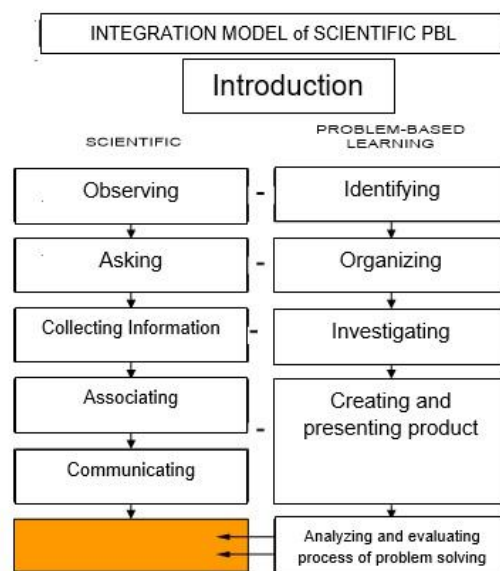 INTEGRATION MODEL of SCIENTIFIC PBL
Introduction
SCIENTIFIC
PROBLEM-BASED
LEARNING
Observing
-
Identifying
Asking
-
Organizing
Collecting Information
-
Investigating
Associating
-
Creating and
presenting product
Communicating
Analyzing and evaluating
process of problem solving